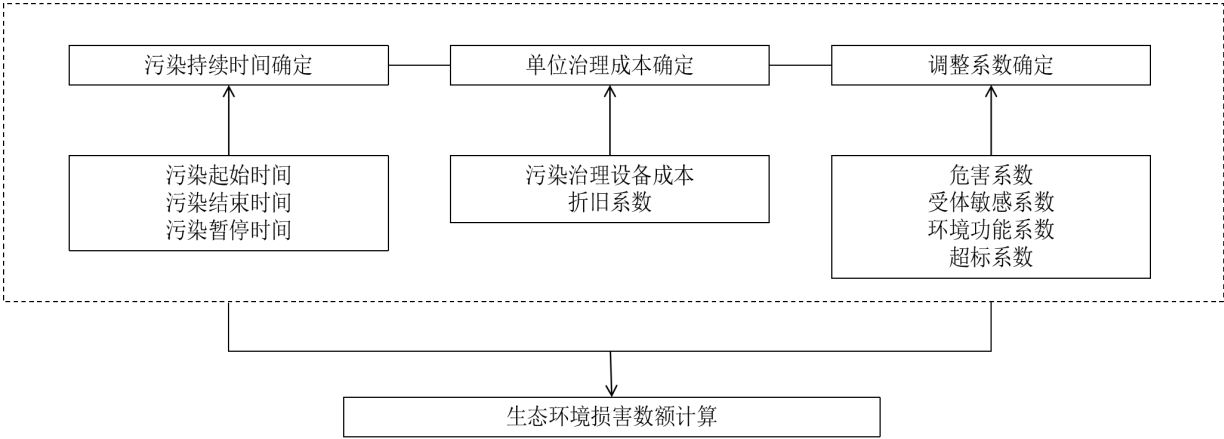 污染持续时间确定
单位治理成本确定
调整系数确定
污染起始时间
污染结束时间
污染暂停时间
污染治理设备成本
折旧系数
危害系数
受体敏感系数
环境功能系数
超标系数
生态环境损害数额计算